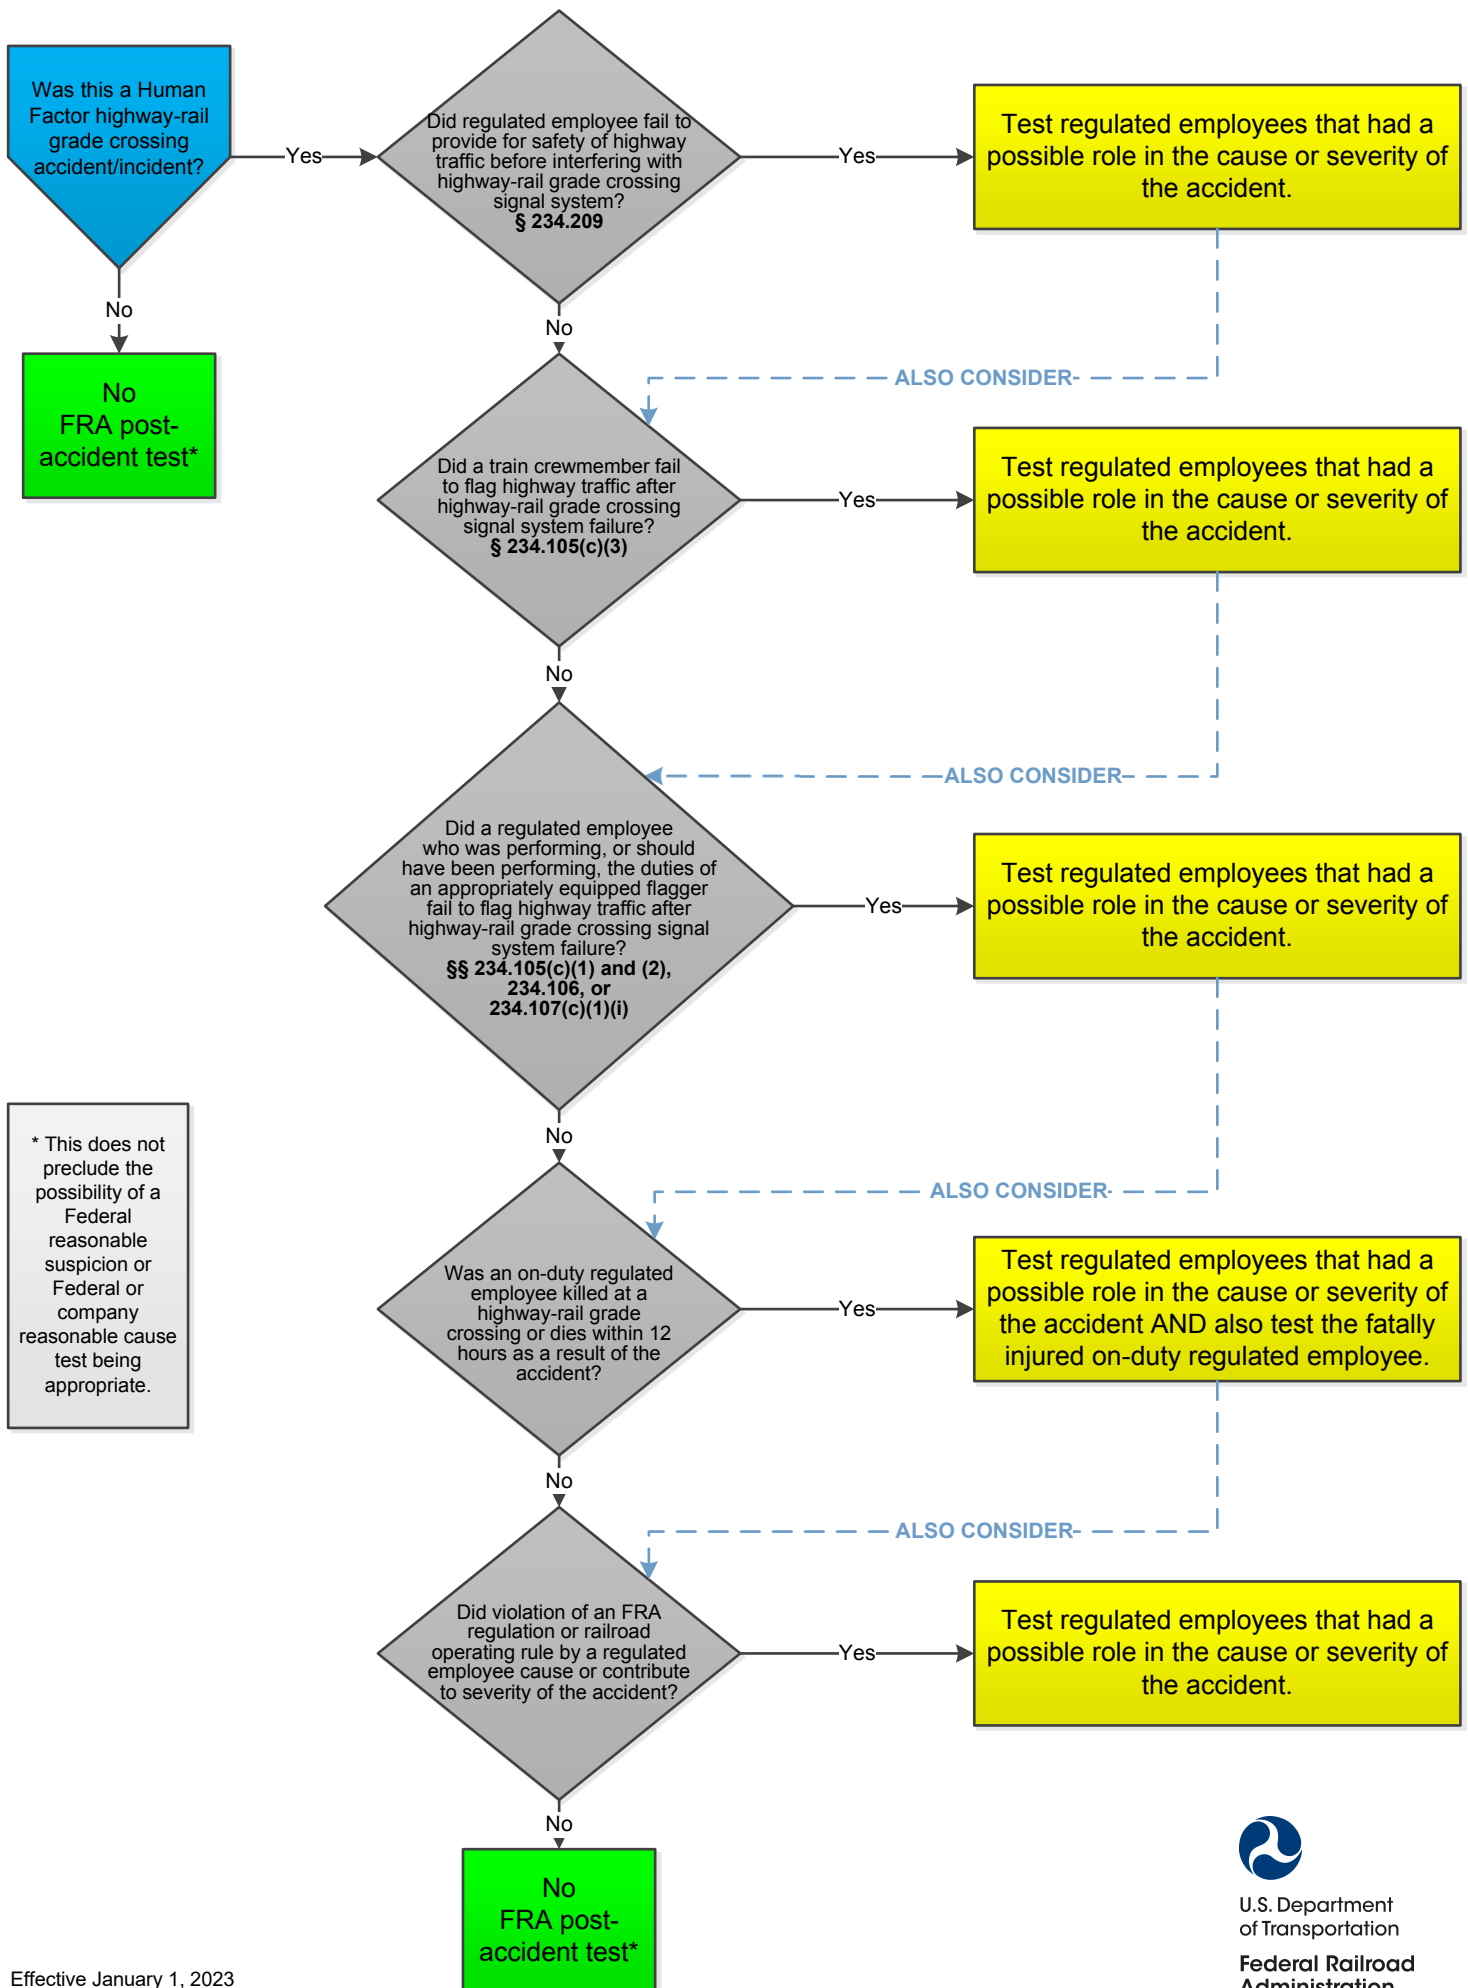 Was this a Human
Factor highway-rail
grade crossing
accident/incident?
Yes
Did regulated employee fail to
provide for safety of highway
traffic before interfering with
highway-rail grade crossing
signal system?
§ 234.209
Yes
Test regulated employees that had a
possible role in the cause or severity of
the accident.
No
No
FRA post-
accident test*
No
ALSO CONSIDER
Did a train crewmember fail
to flag highway traffic after
highway-rail grade crossing
signal system failure?
§ 234.105(c)(3)
Yes
Test regulated employees that had a
possible role in the cause or severity of
the accident.
No
ALSO CONSIDER
Did a regulated employee
who was performing, or should
have been performing, the duties of
an appropriately equipped flagger
fail to flag highway traffic after
highway-rail grade crossing signal
system failure?
§§ 234.105(c)(1) and (2),
234.106, or
234.107(c)(1)(i)
Yes
Test regulated employees that had a
possible role in the cause or severity of
the accident.
No
ALSO CONSIDER
* This does not
preclude the
possibility of a
Federal
reasonable
suspicion or
Federal or
company
reasonable cause
test being
appropriate.
Was an on-duty regulated
employee killed at a
highway-rail grade
crossing or dies within 12
hours as a result of the
accident?
Yes
Test regulated employees that had a
possible role in the cause or severity of
the accident AND also test the fatally
injured on-duty regulated employee.
No
ALSO CONSIDER
Did violation of an FRA
regulation or railroad
operating rule by a regulated
employee cause or contribute
to severity of the accident?
Yes
Test regulated employees that had a
possible role in the cause or severity of
the accident.
No
No
FRA post-
accident test*
Effective January 1, 2023
U.S. Department
of Transportation
Federal Railroad
Administration